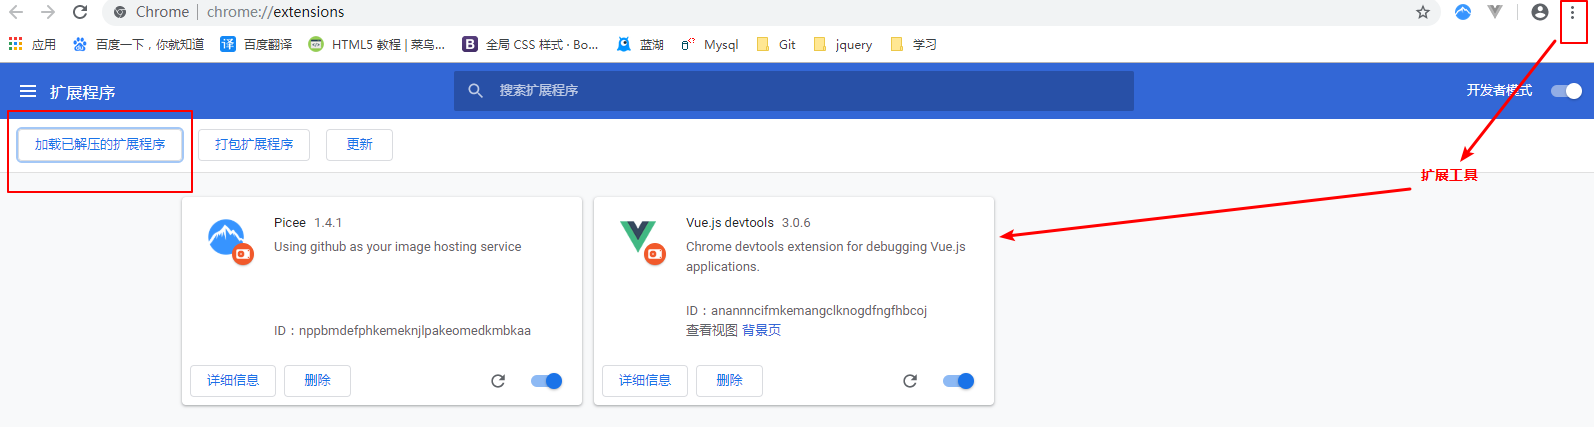 Chrome | chrome://extensions
应用 百度一下，你就知道 百度翻译 HTML5 教程 | 菜鸟... 全局 CSS 样式 · Bo... 蓝湖 Mysql Git jquery 学习
扩展程序 搜索扩展程序 开发者模式
加载已解压的扩展程序 打包扩展程序 更新
扩展工具
Picee 1.4.1
Using github as your image hosting service
ID：nppbmdefphkemeknjlpakeomedkmbkaa
详细信息 删除
Vue.js devtools 3.0.6
Chrome devtools extension for debugging Vue.js
applications.
ID：anannncifmkemangclknogdfngfhbcoj
查看视图 背景页
详细信息 删除